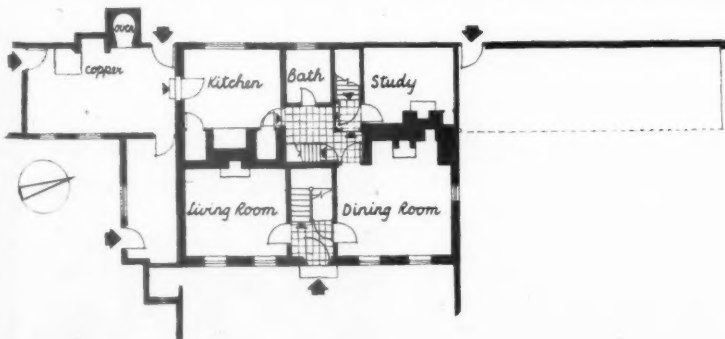 oven
copper
Kitchen
Bath
Study
Living Room
Dining Room